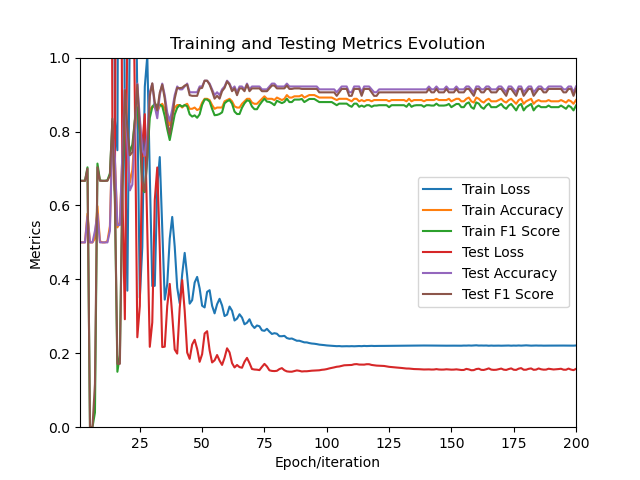 Training and Testing Metrics Evolution
1.0
0.8
0.6
0.4
0.2
0.0
Metrics
Train Loss
Train Accuracy
Train F1 Score
Test Loss
Test Accuracy
Test F1 Score
25 50 75 100 125 150 175 200
Epoch/iteration